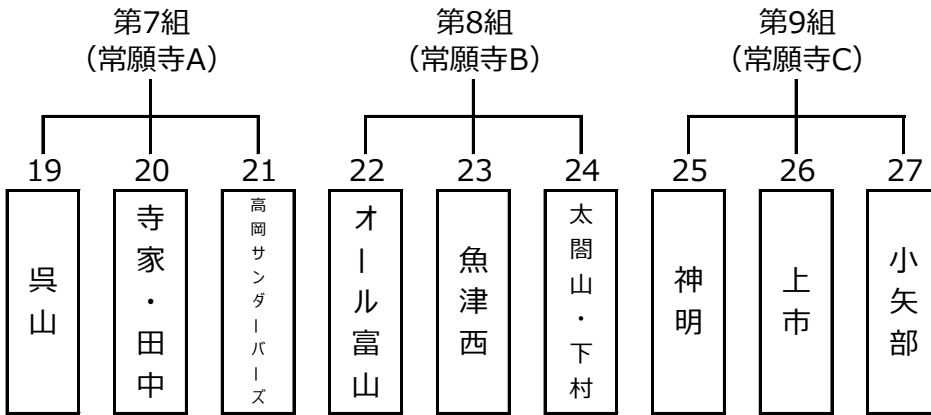 第7組
（常願寺A）
第8組
（常願寺B）
第9組
（常願寺C）
19
20
21
22
23
24
25
26
27
呉山
寺家・田中
高岡サンダーバーズ
オール富山
魚津西
太閤山・下村
神明
上市
小矢部